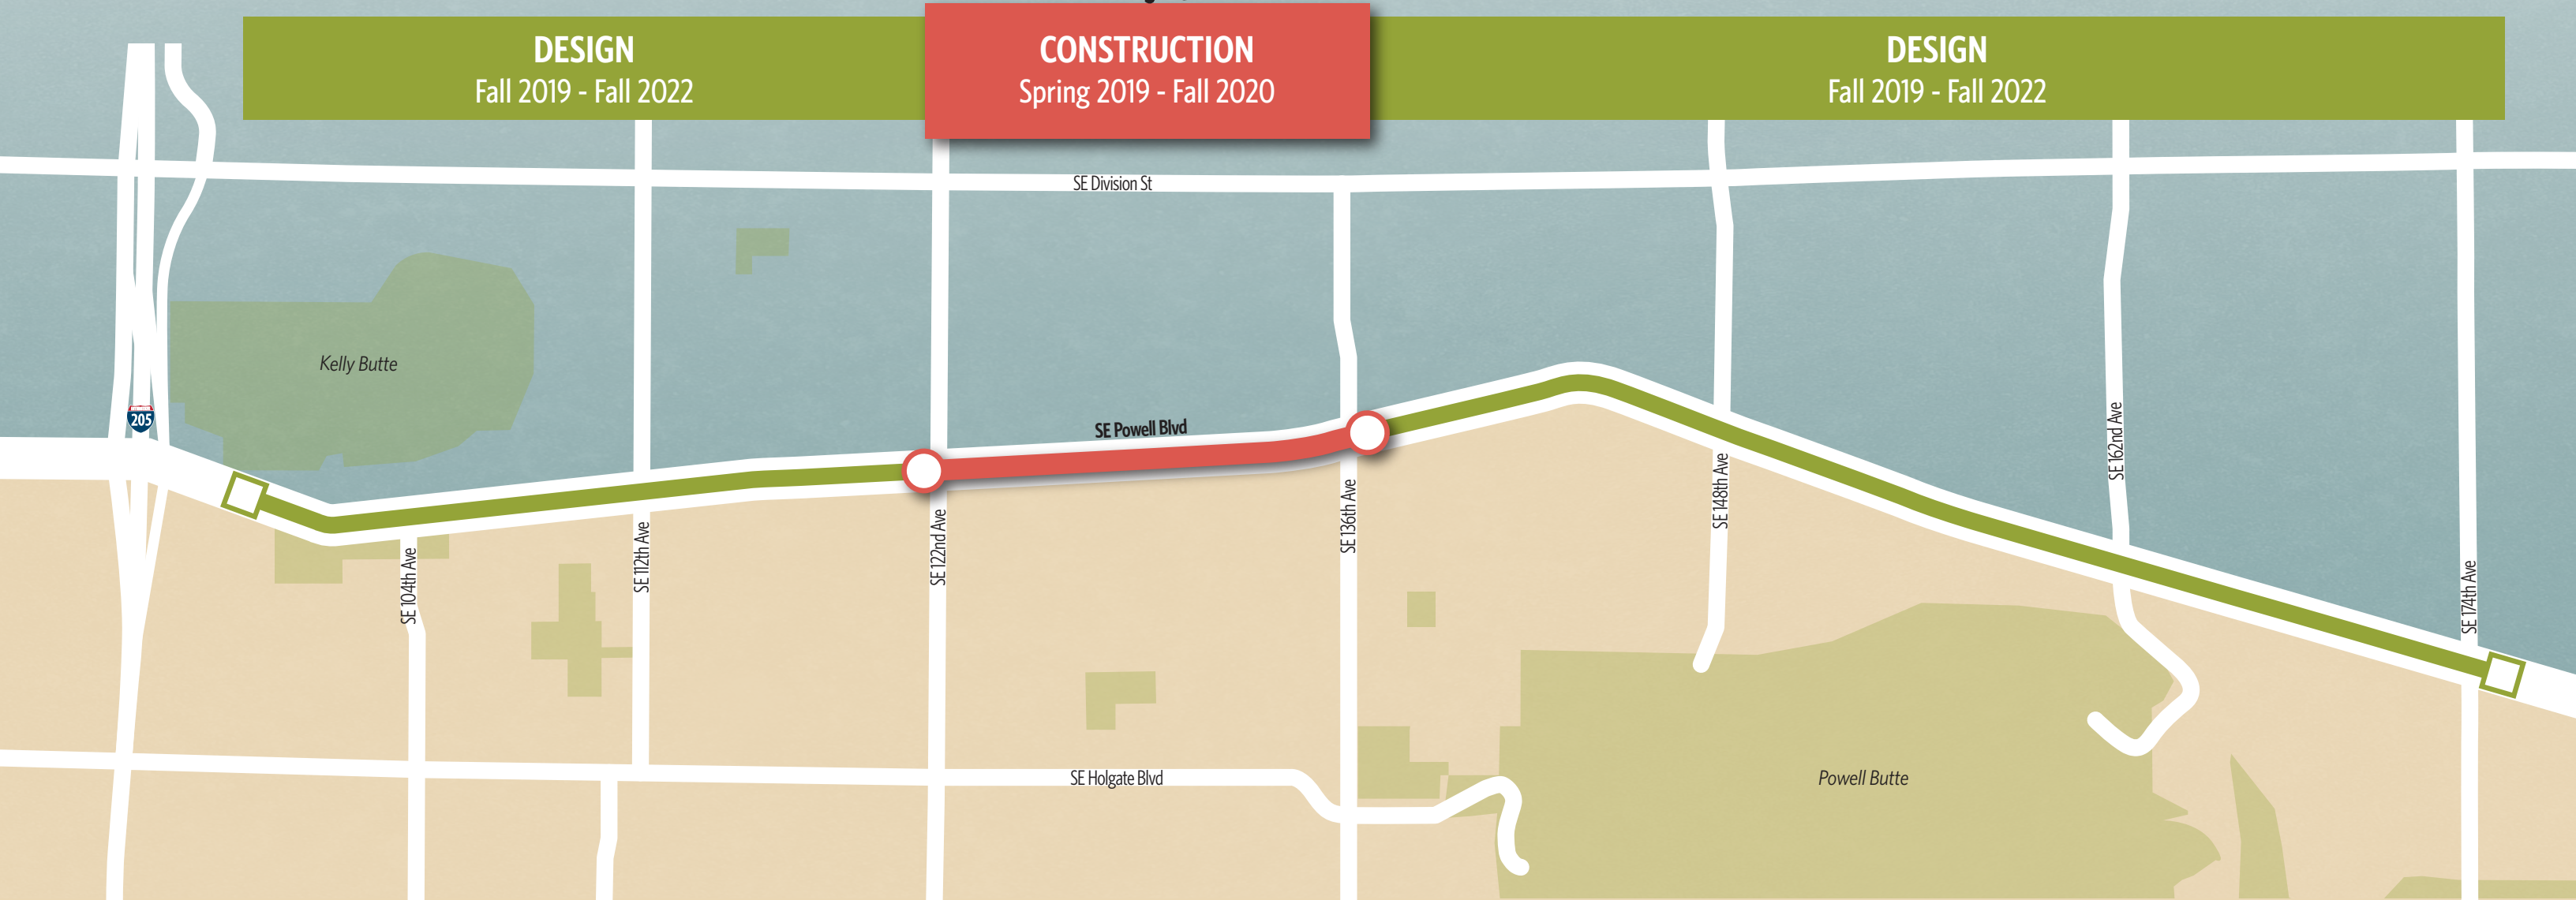 DESIGN
Fall 2019 - Fall 2022
CONSTRUCTION
Spring 2019 - Fall 2020
DESIGN
Fall 2019 - Fall 2022
SE Division St
Kelly Butte
205
SE Powell Blvd
SE 104th Ave
SE 112th Ave
SE 122nd Ave
SE 136th Ave
SE 148th Ave
SE 162nd Ave
SE 174th Ave
SE Holgate Blvd
Powell Butte